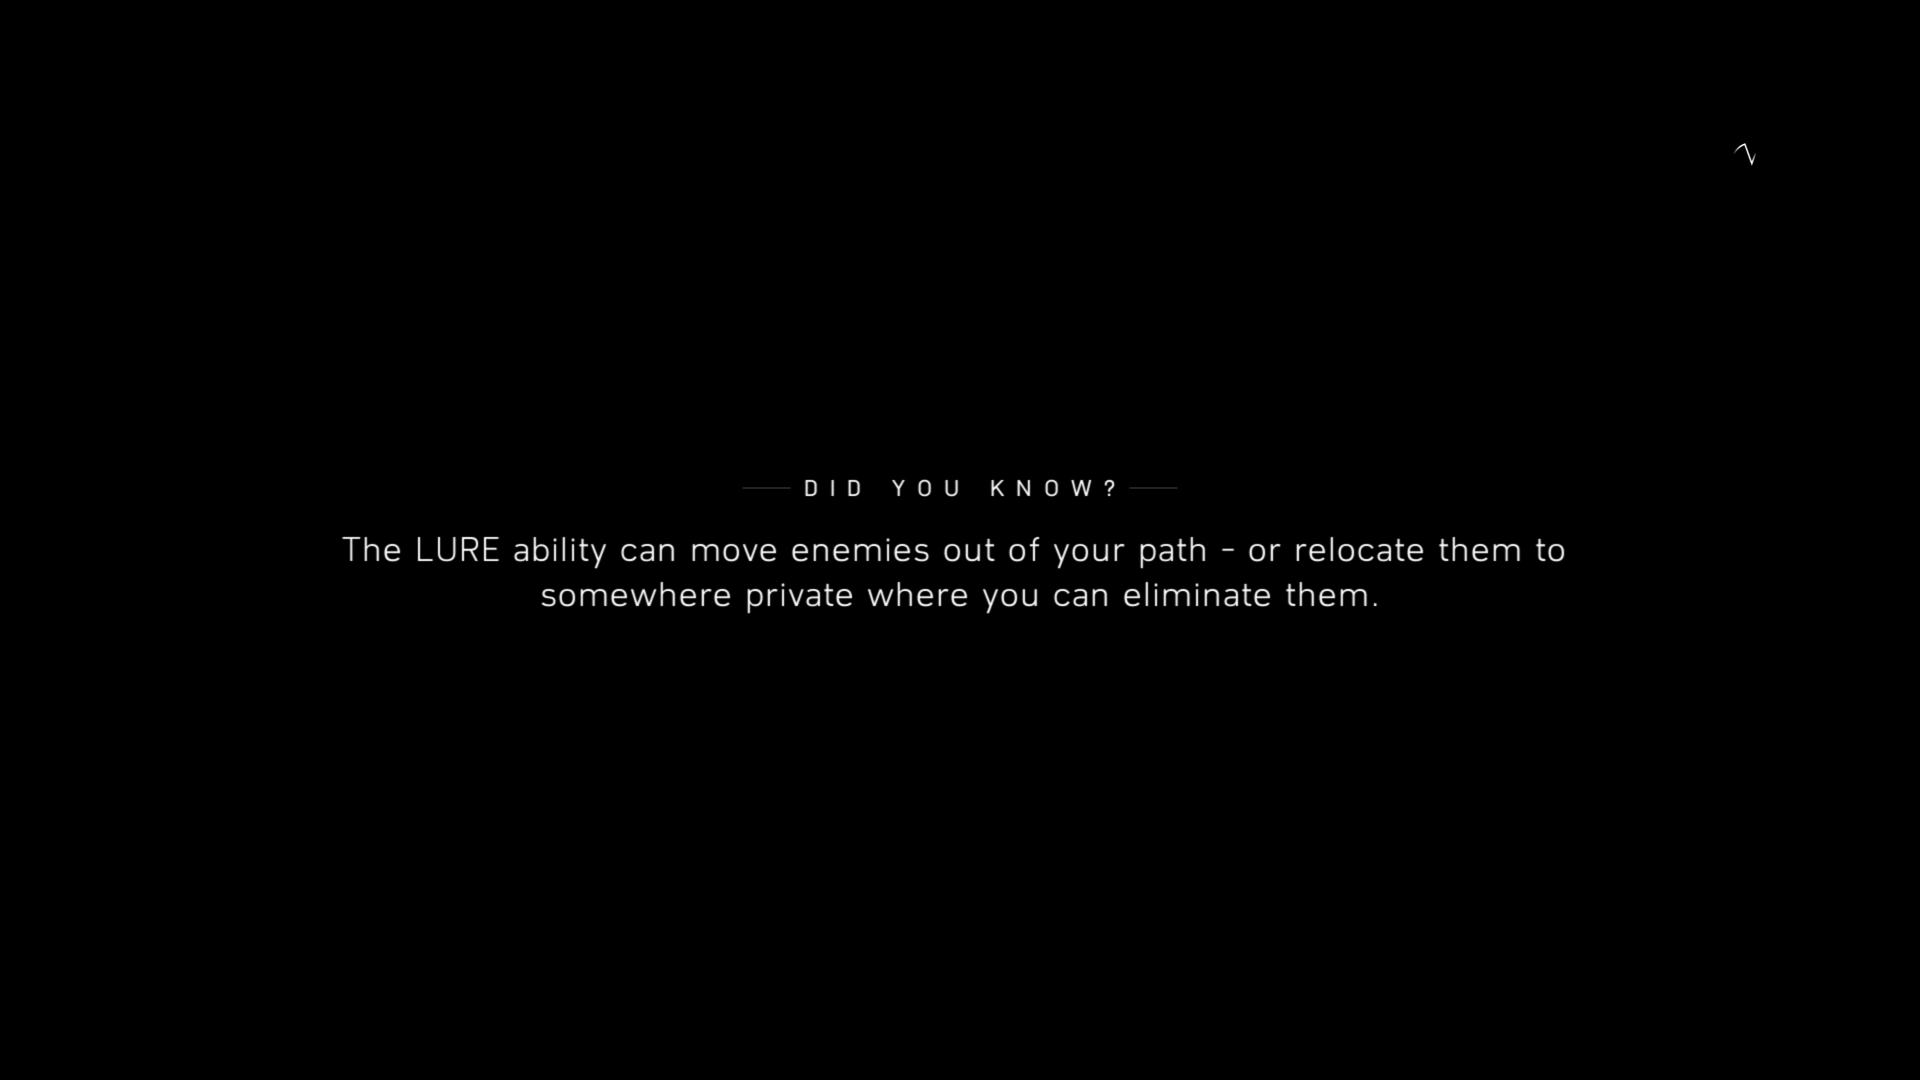 DID YOU KNOW?
The LURE ability can move enemies out of your path - or relocate them to
somewhere private where you can eliminate them.